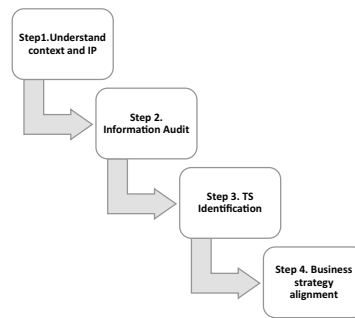 Step1.Understand
context and IP
Step 2.
Information Audit
Step 3. TS
Identification
Step 4. Business
strategy
alignment